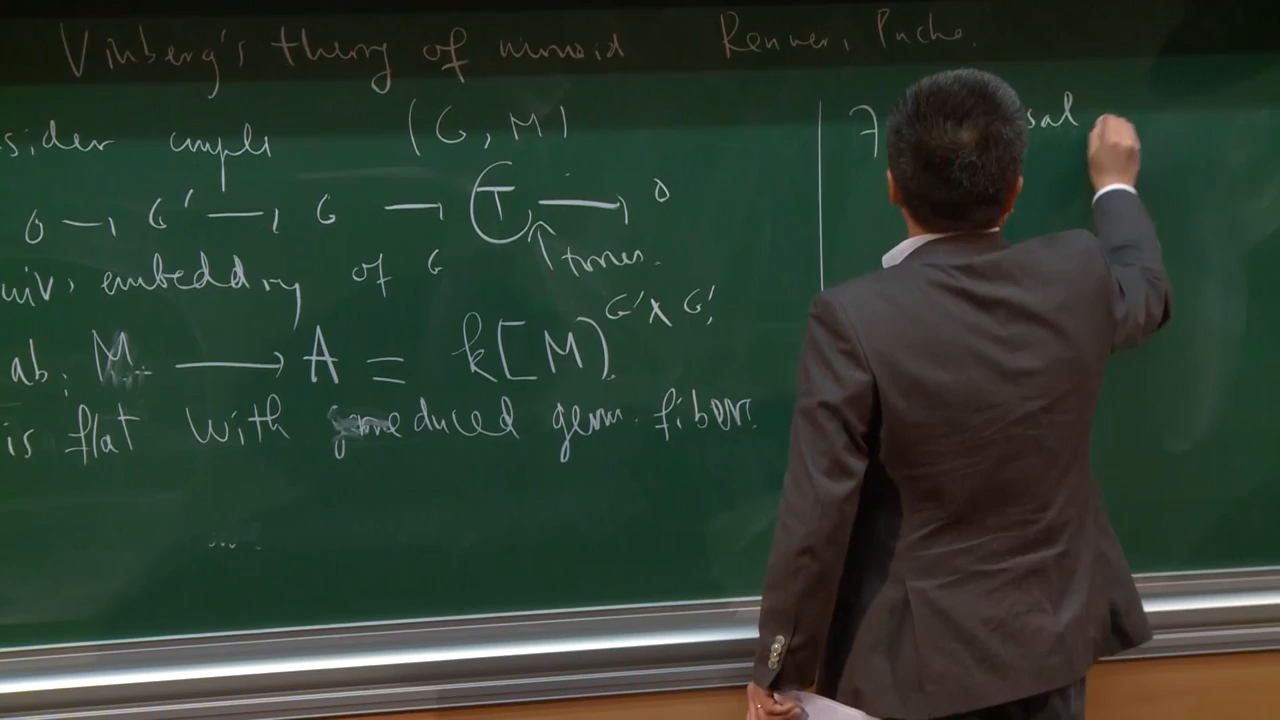 Vinberg's theory of monoid Renner, Putcha.
sider couple (G, M)
0 → G' → G → T → 0
↑ torus.
univ. embedding of G
ab: M → A = k[M]^{G' × G'}
is flat with reduced geom. fiber.
....
∃ sal